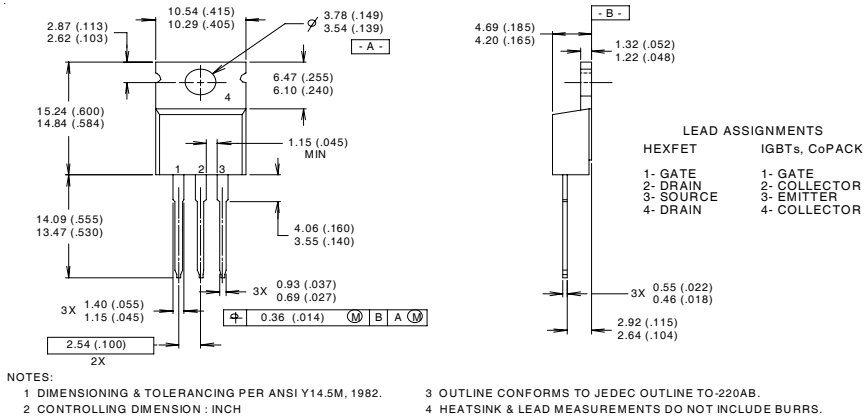 10.54 (.415)
10.29 (.405)
3.78 (.149)
3.54 (.139)
- A -
2.87 (.113)
2.62 (.103)
4
6.47 (.255)
6.10 (.240)
15.24 (.600)
14.84 (.584)
1.15 (.045)
MIN
1 2 3
14.09 (.555)
13.47 (.530)
4.06 (.160)
3.55 (.140)
3X 1.40 (.055)
1.15 (.045)
3X 0.93 (.037)
0.69 (.027)
0.36 (.014) Ⓜ B A Ⓜ
2.54 (.100)
2X
- B -
4.69 (.185)
4.20 (.165)
1.32 (.052)
1.22 (.048)
3X 0.55 (.022)
0.46 (.018)
2.92 (.115)
2.64 (.104)
LEAD ASSIGNMENTS
HEXFET
1- GATE
2- DRAIN
3- SOURCE
4- DRAIN
IGBTs, CoPACK
1- GATE
2- COLLECTOR
3- EMITTER
4- COLLECTOR
NOTES:
1 DIMENSIONING & TOLERANCING PER ANSI Y14.5M, 1982.
2 CONTROLLING DIMENSION : INCH
3 OUTLINE CONFORMS TO JEDEC OUTLINE TO-220AB.
4 HEATSINK & LEAD MEASUREMENTS DO NOT INCLUDE BURRS.